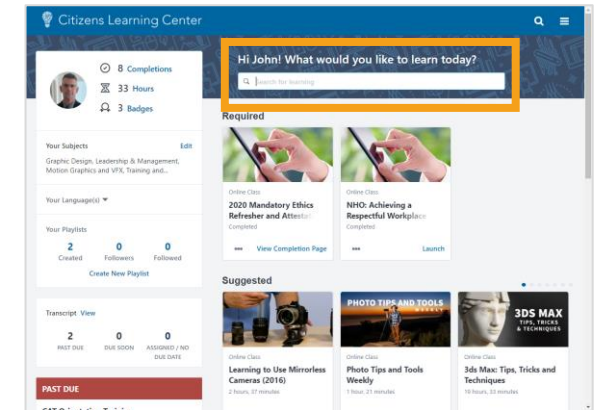 Citizens Learning Center
8 Completions
33 Hours
3 Badges
Hi John! What would you like to learn today?
Search for learning
Your Subjects Edit
Graphic Design, Leadership & Management,
Motion Graphics and VFX, Training and...
Your Language(s)
Your Playlists
2 0 0
Created Followers Followed
Create New Playlist
Transcript View
2 0 0
PAST DUE DUE SOON ASSIGNED / NO
DUE DATE
PAST DUE
Required
Online Class
2020 Mandatory Ethics
Refresher and
Completed
View Completion Page
Online Class
NHO: Achieving a
Respectful Workplace
Completed
Launch
Suggested
Online Class
Learning to Use Mirrorless
Cameras (2016)
2 hours, 37 minutes
PHOTO TIPS AND TOOLS
WEEKLY
Online Class
Photo Tips and Tools
Weekly
1 hour, 21 minutes
3DS MAX
TIPS, TRICKS
& TECHNIQUES
Online Class
3ds Max: Tips, Tricks and
Techniques
10 hours, 33 minutes